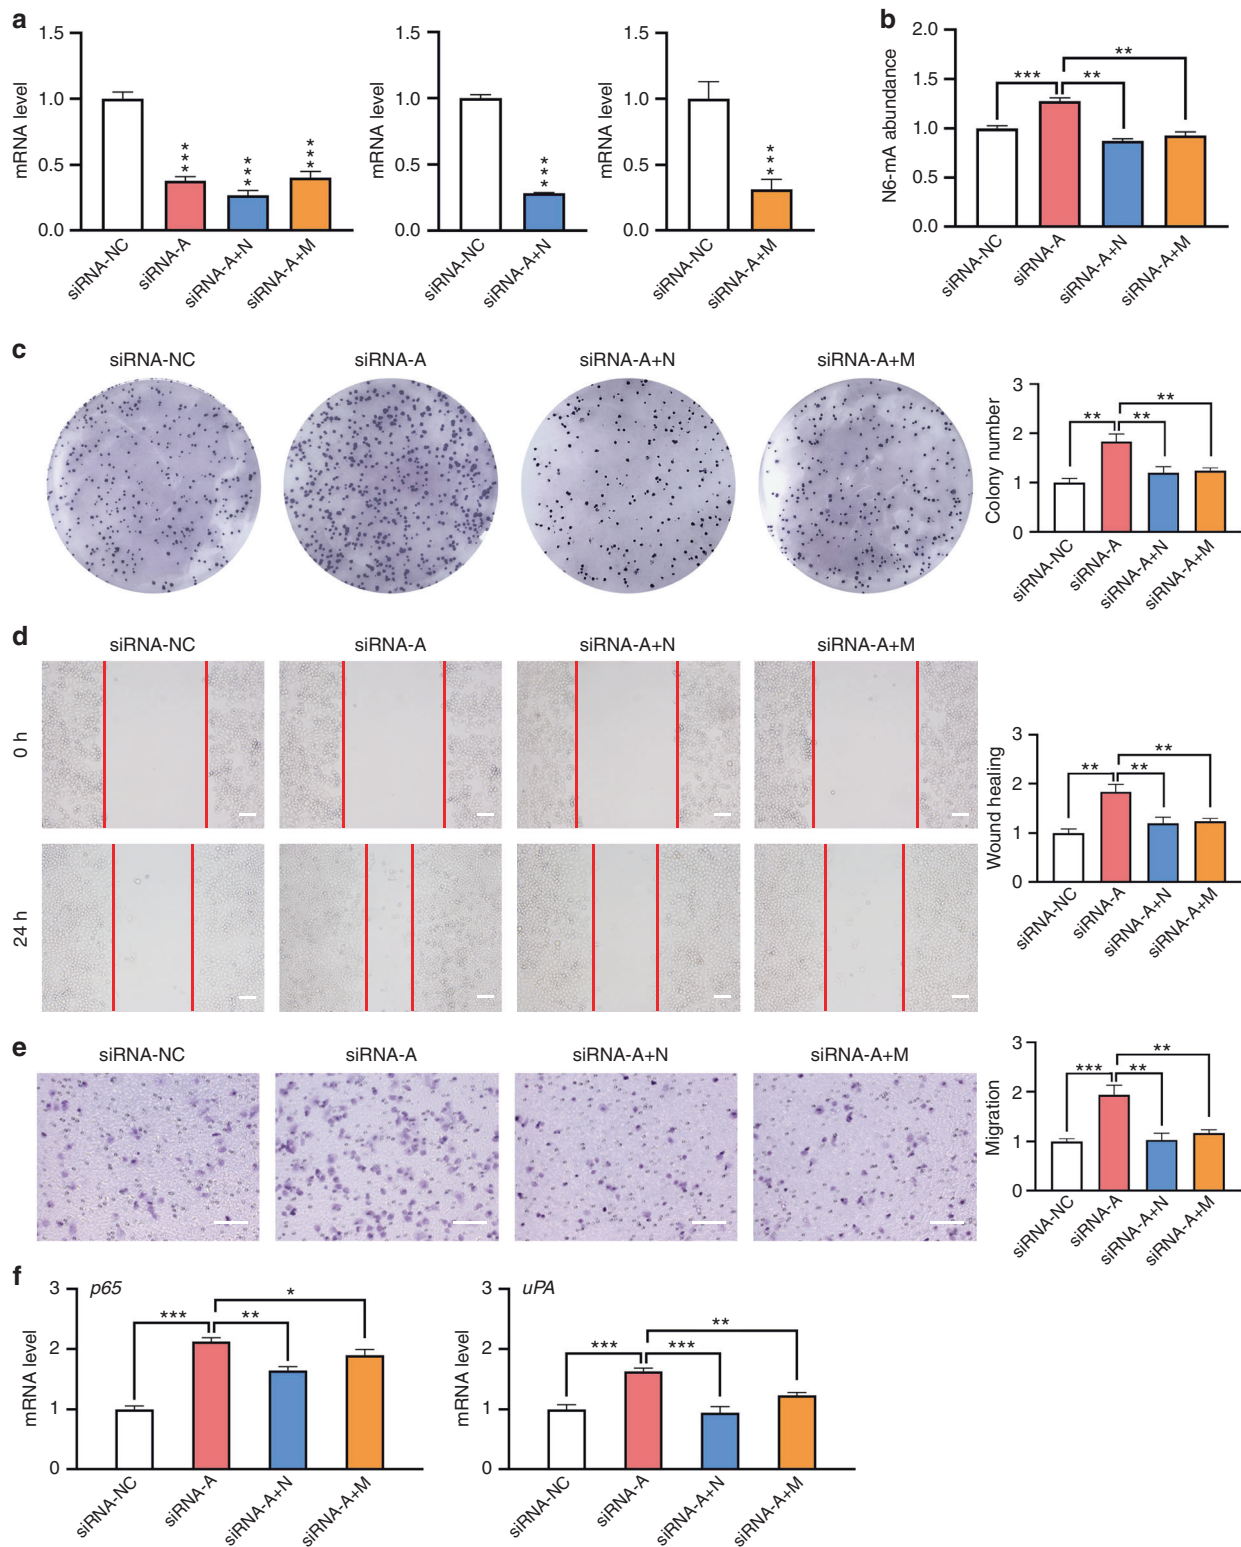 a
1.5
1.0
0.5
0.0
mRNA level
***
***
***
siRNA-NC
siRNA-A
siRNA-A+N
siRNA-A+M
1.5
1.0
0.5
0.0
mRNA level
***
siRNA-NC
siRNA-A+N
1.5
1.0
0.5
0.0
mRNA level
***
siRNA-NC
siRNA-A+M
b
2.0
1.5
1.0
0.5
0.0
N6-mA abundance
**
***
**
siRNA-NC
siRNA-A
siRNA-A+N
siRNA-A+M
c
siRNA-NC
siRNA-A
siRNA-A+N
siRNA-A+M
3
2
1
0
Colony number
**
**
**
siRNA-NC
siRNA-A
siRNA-A+N
siRNA-A+M
d
siRNA-NC
siRNA-A
siRNA-A+N
siRNA-A+M
0 h
24 h
3
2
1
0
Wound healing
**
**
**
siRNA-NC
siRNA-A
siRNA-A+N
siRNA-A+M
e
siRNA-NC
siRNA-A
siRNA-A+N
siRNA-A+M
3
2
1
0
Migration
**
***
**
siRNA-NC
siRNA-A
siRNA-A+N
siRNA-A+M
f
p65
3
2
1
0
mRNA level
*
***
**
siRNA-NC
siRNA-A
siRNA-A+N
siRNA-A+M
uPA
3
2
1
0
mRNA level
**
***
***
siRNA-NC
siRNA-A
siRNA-A+N
siRNA-A+M